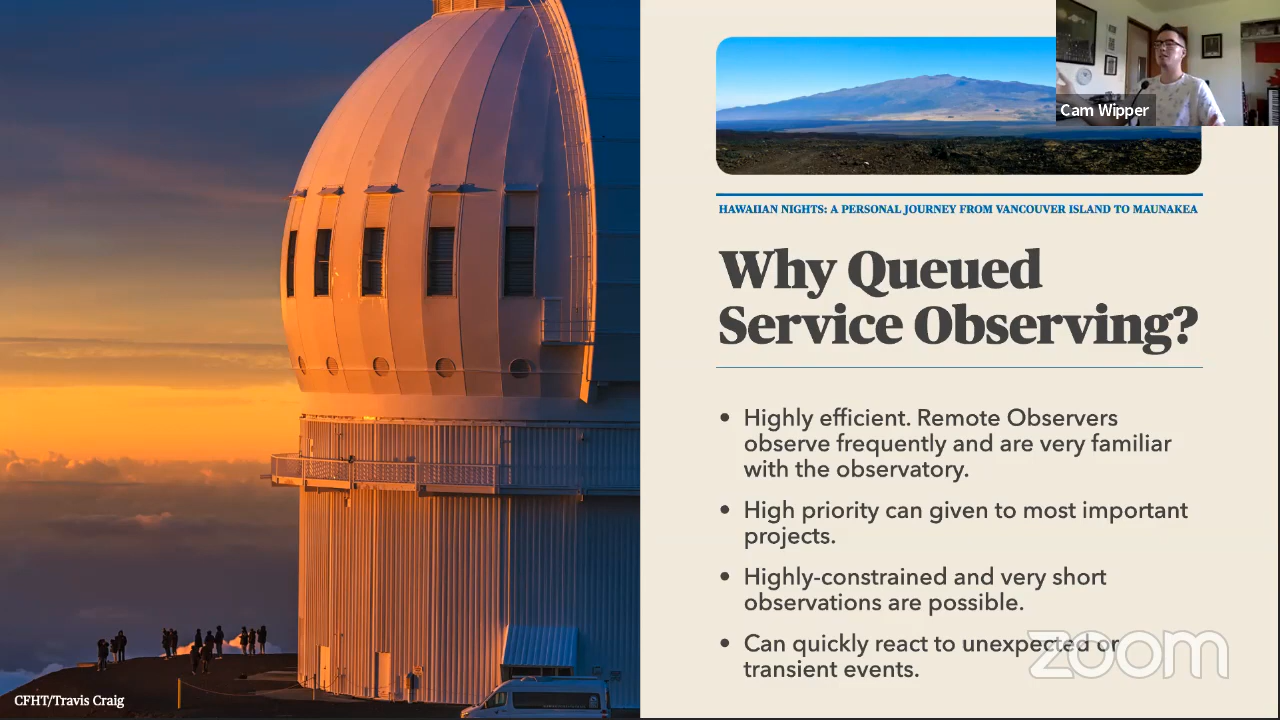 Cam Wipper
HAWAIIAN NIGHTS: A PERSONAL JOURNEY FROM VANCOUVER ISLAND TO MAUNAKEA
Why Queued
Service Observing?
• Highly efficient. Remote Observers
observe frequently and are very familiar
with the observatory.
• High priority can given to most important
projects.
• Highly-constrained and very short
observations are possible.
• Can quickly react to unexpected or
transient events.
zoom
CFHT/Travis Craig